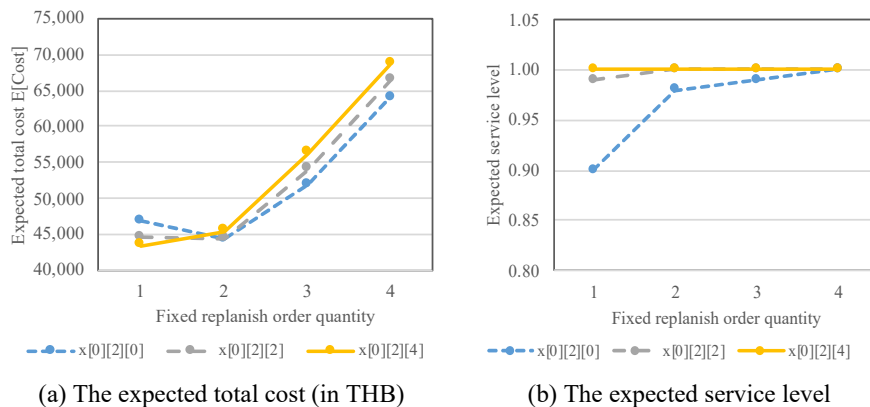 75,000
70,000
65,000
60,000
55,000
50,000
45,000
40,000
Expected total cost E[Cost]
1 2 3 4
Fixed replanish order quantity
x[0][2][0] x[0][2][2] x[0][2][4]
(a) The expected total cost (in THB)
1.05
1.00
0.95
0.90
0.85
0.80
Expected service level
1 2 3 4
Fixed replanish order quantity
x[0][2][0] x[0][2][2] x[0][2][4]
(b) The expected service level